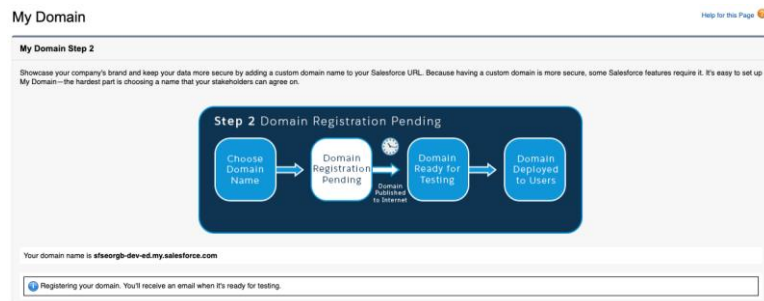 My Domain
Help for this Page
My Domain Step 2
Showcase your company's brand and keep your data more secure by adding a custom domain name to your Salesforce URL. Because having a custom domain is more secure, some Salesforce features require it. It's easy to set up
My Domain—the hardest part is choosing a name that your stakeholders can agree on.
Step 2 Domain Registration Pending
Choose
Domain
Name
Domain
Registration
Pending
Domain
Published
to Internet
Domain
Ready for
Testing
Domain
Deployed
to Users
Your domain name is sfseorgb-dev-ed.my.salesforce.com
Registering your domain. You'll receive an email when it's ready for testing.